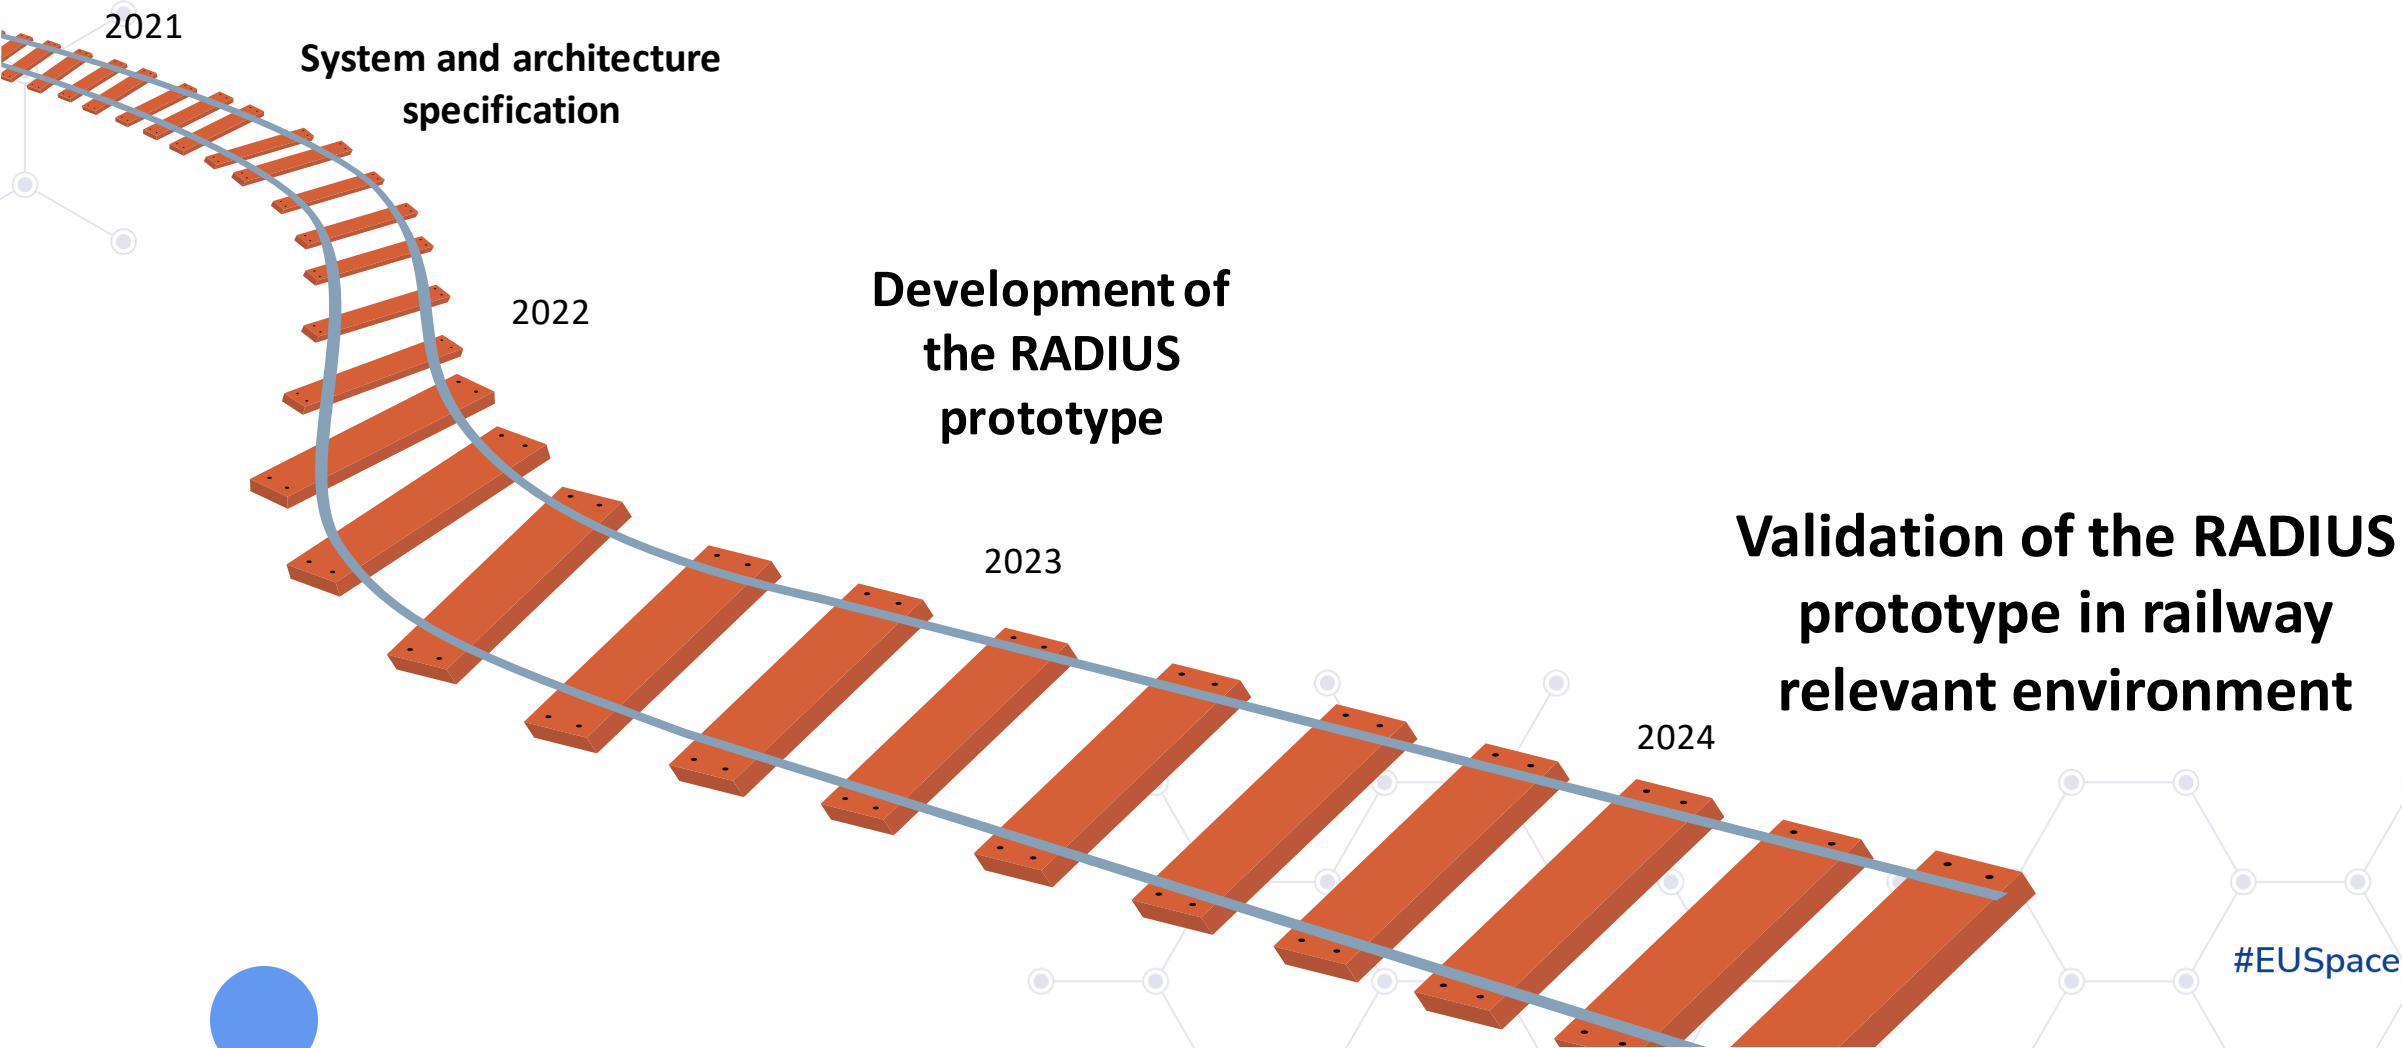 2021
System and architecture
specification
2022
Development of
the RADIUS
prototype
2023
Validation of the RADIUS
prototype in railway
relevant environment
2024
#EUSpace